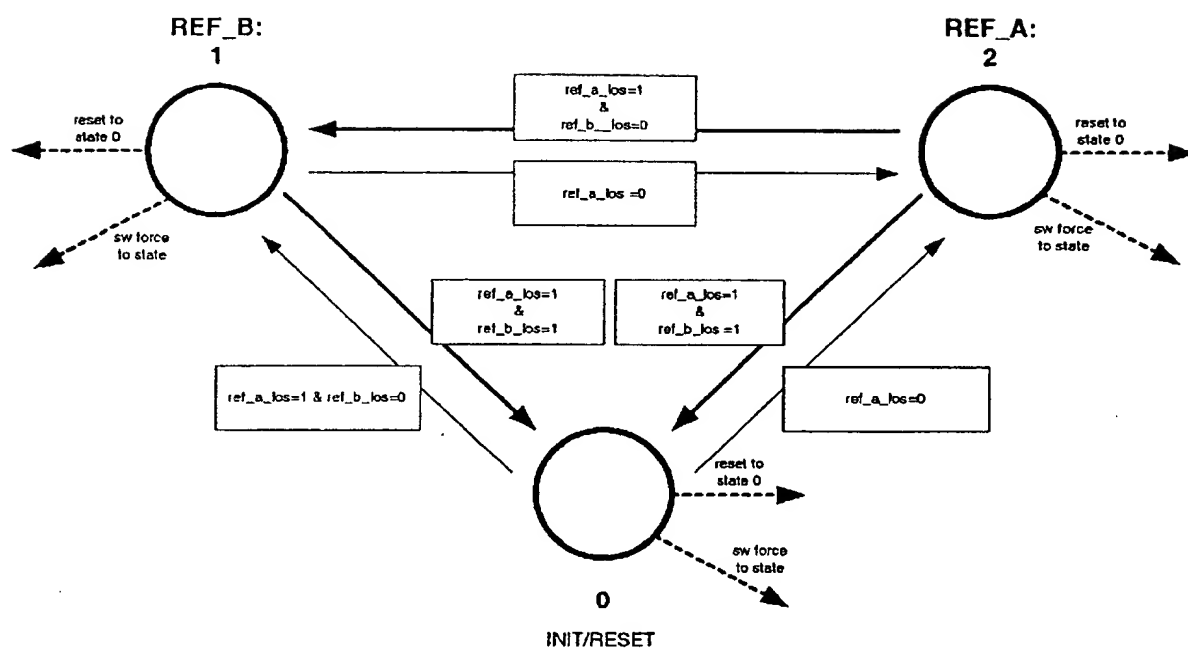 REF_B:
1
REF_A:
2
ref_a_los=1
&
ref_b__los=0
ref_a_los =0
reset to
state 0
sw force
to state
reset to
state 0
sw force
to state
ref_a_los=1
&
ref_b_los=1
ref_a_los=1
&
ref_b_los =1
ref_a_los=1 & ref_b_los=0
ref_a_los=0
reset to
state 0
sw force
to state
0
INIT/RESET